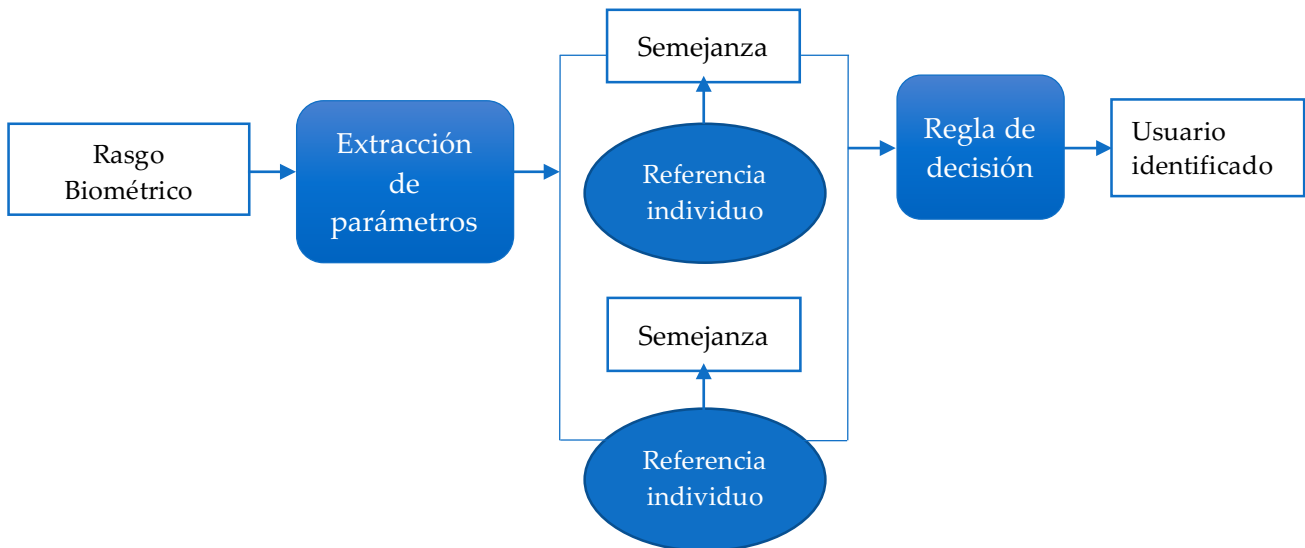 Rasgo
Biométrico
Extracción
de
parámetros
Semejanza
Referencia
individuo
Semejanza
Referencia
individuo
Regla de
decisión
Usuario
identificado